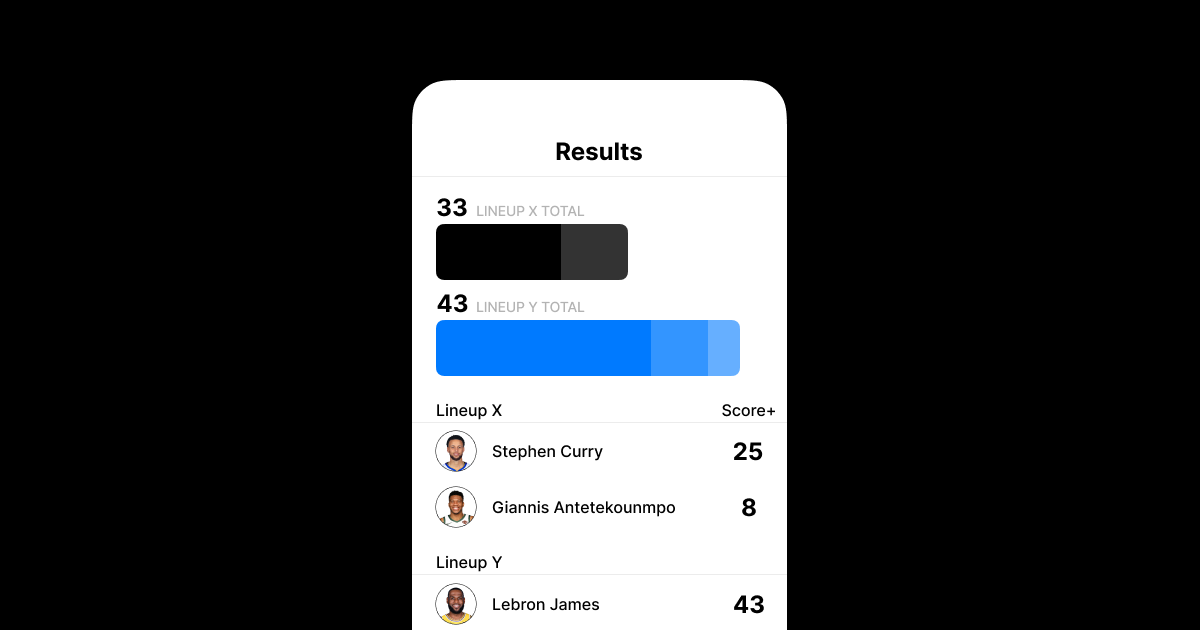 Results
33 LINEUP X TOTAL
43 LINEUP Y TOTAL
Lineup X Score+
Stephen Curry 25
Giannis Antetekounmpo 8
Lineup Y
Lebron James 43